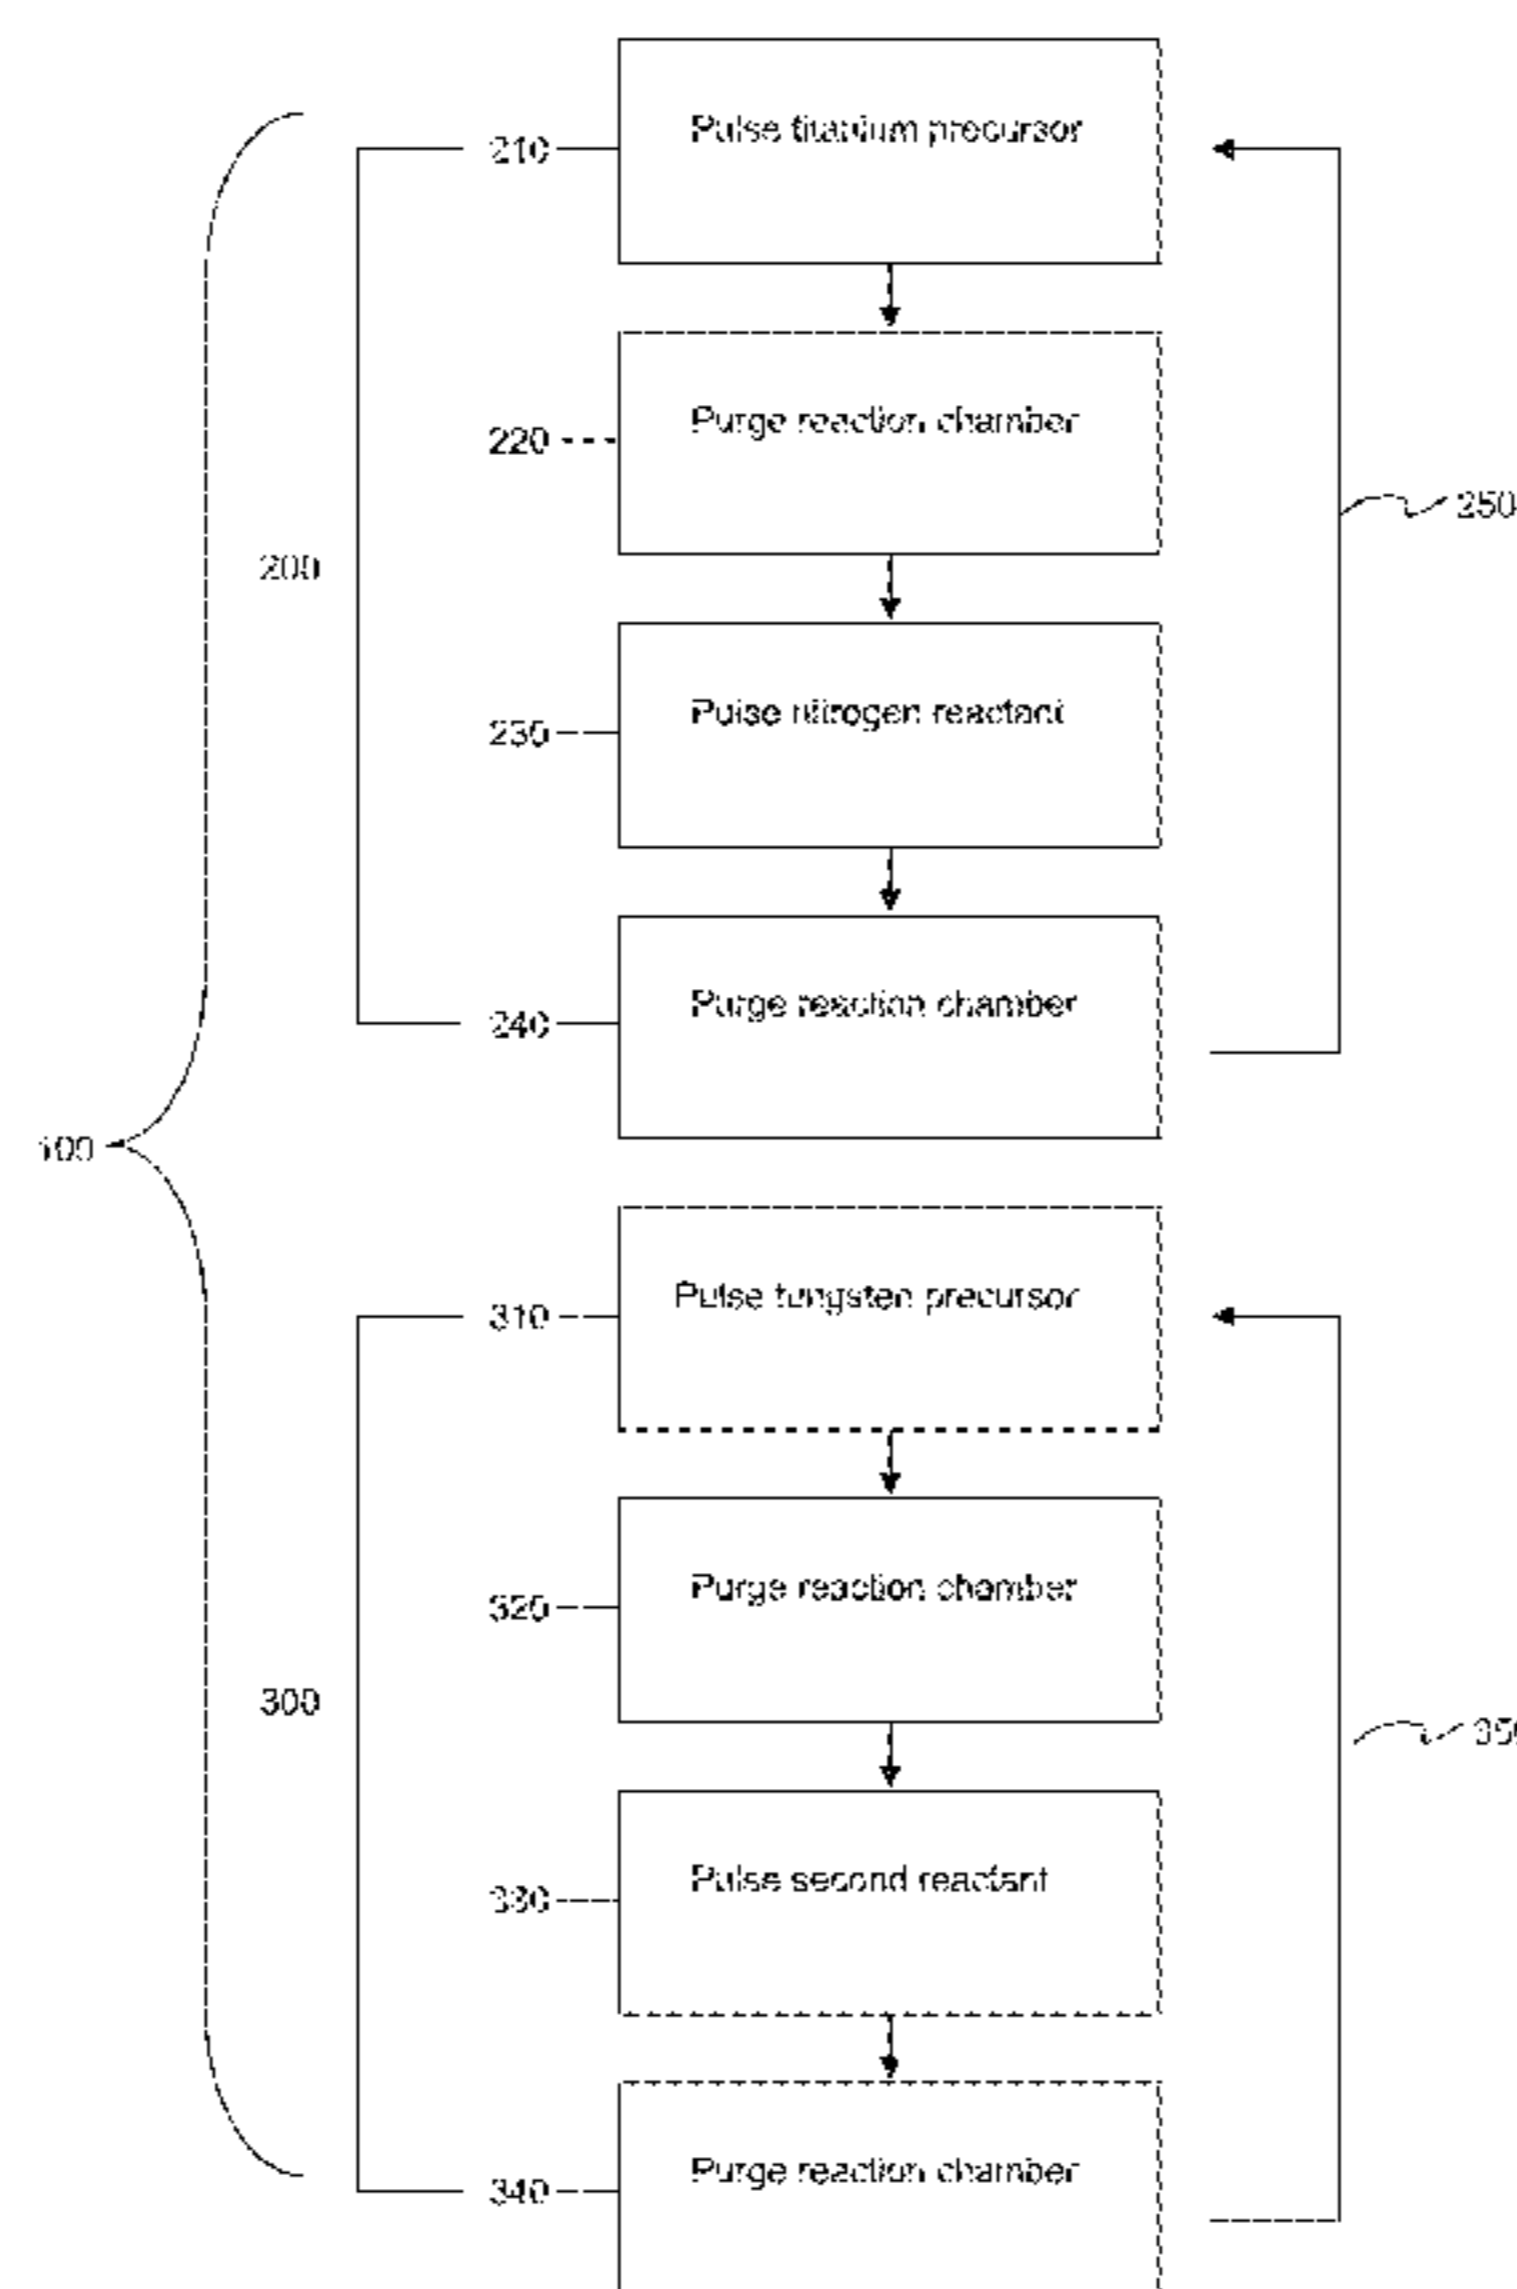 Pulse titanium precursor
210
Purge reaction chamber
220
250
200
Pulse nitrogen reactant
230
Purge reaction chamber
240
100
Pulse tungsten precursor
310
Purge reaction chamber
320
300
350
Pulse second reactant
330
Purge reaction chamber
340